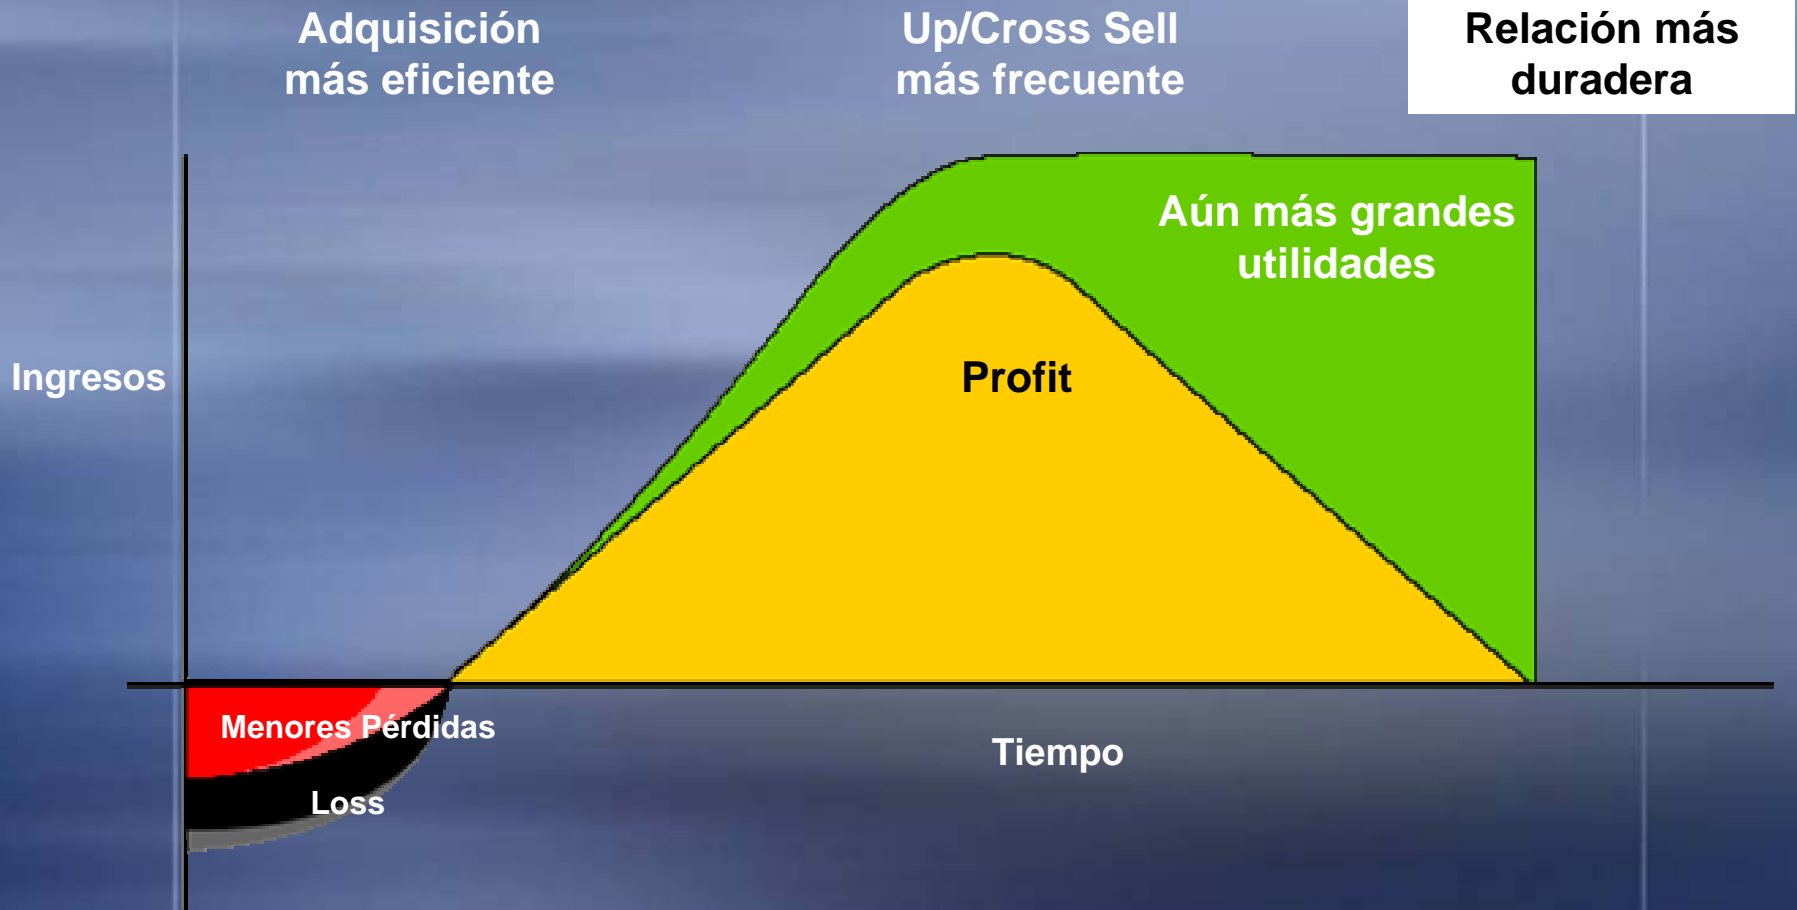 Adquisición
más eficiente
Up/Cross Sell
más frecuente
Relación más
duradera
Aún más grandes
utilidades
Ingresos
Profit
Menores Pérdidas
Tiempo
Loss